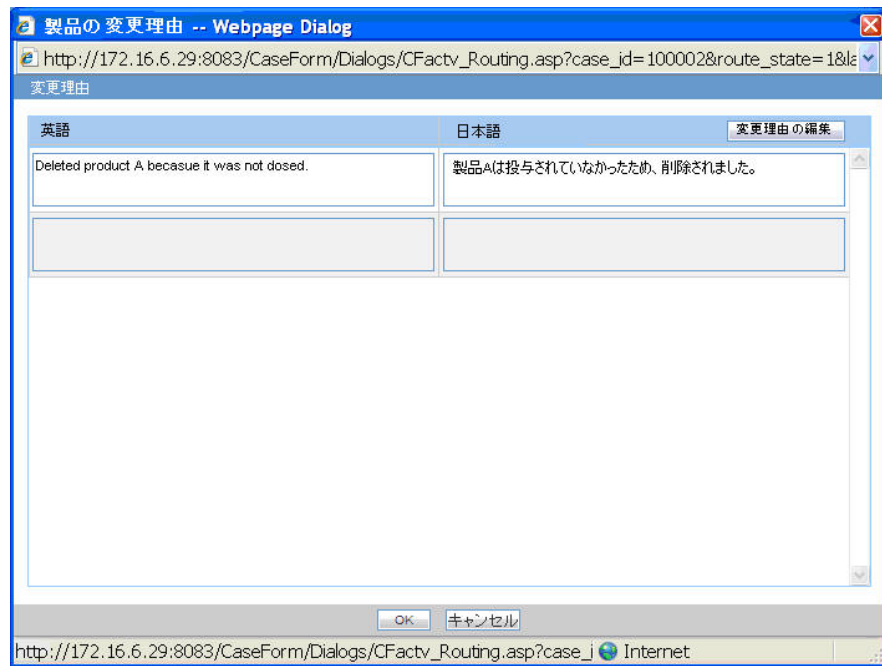 製品の変更理由 -- Webpage Dialog
http://172.16.6.29:8083/CaseForm/Dialogs/CFactv_Routing.asp?case_id=100002&route_state=1&la
変更理由
英語 日本語 変更理由の編集
Deleted product A becasue it was not dosed. 製品Aは投与されていなかったため、削除されました。
OK キャンセル
http://172.16.6.29:8083/CaseForm/Dialogs/CFactv_Routing.asp?case_i Internet